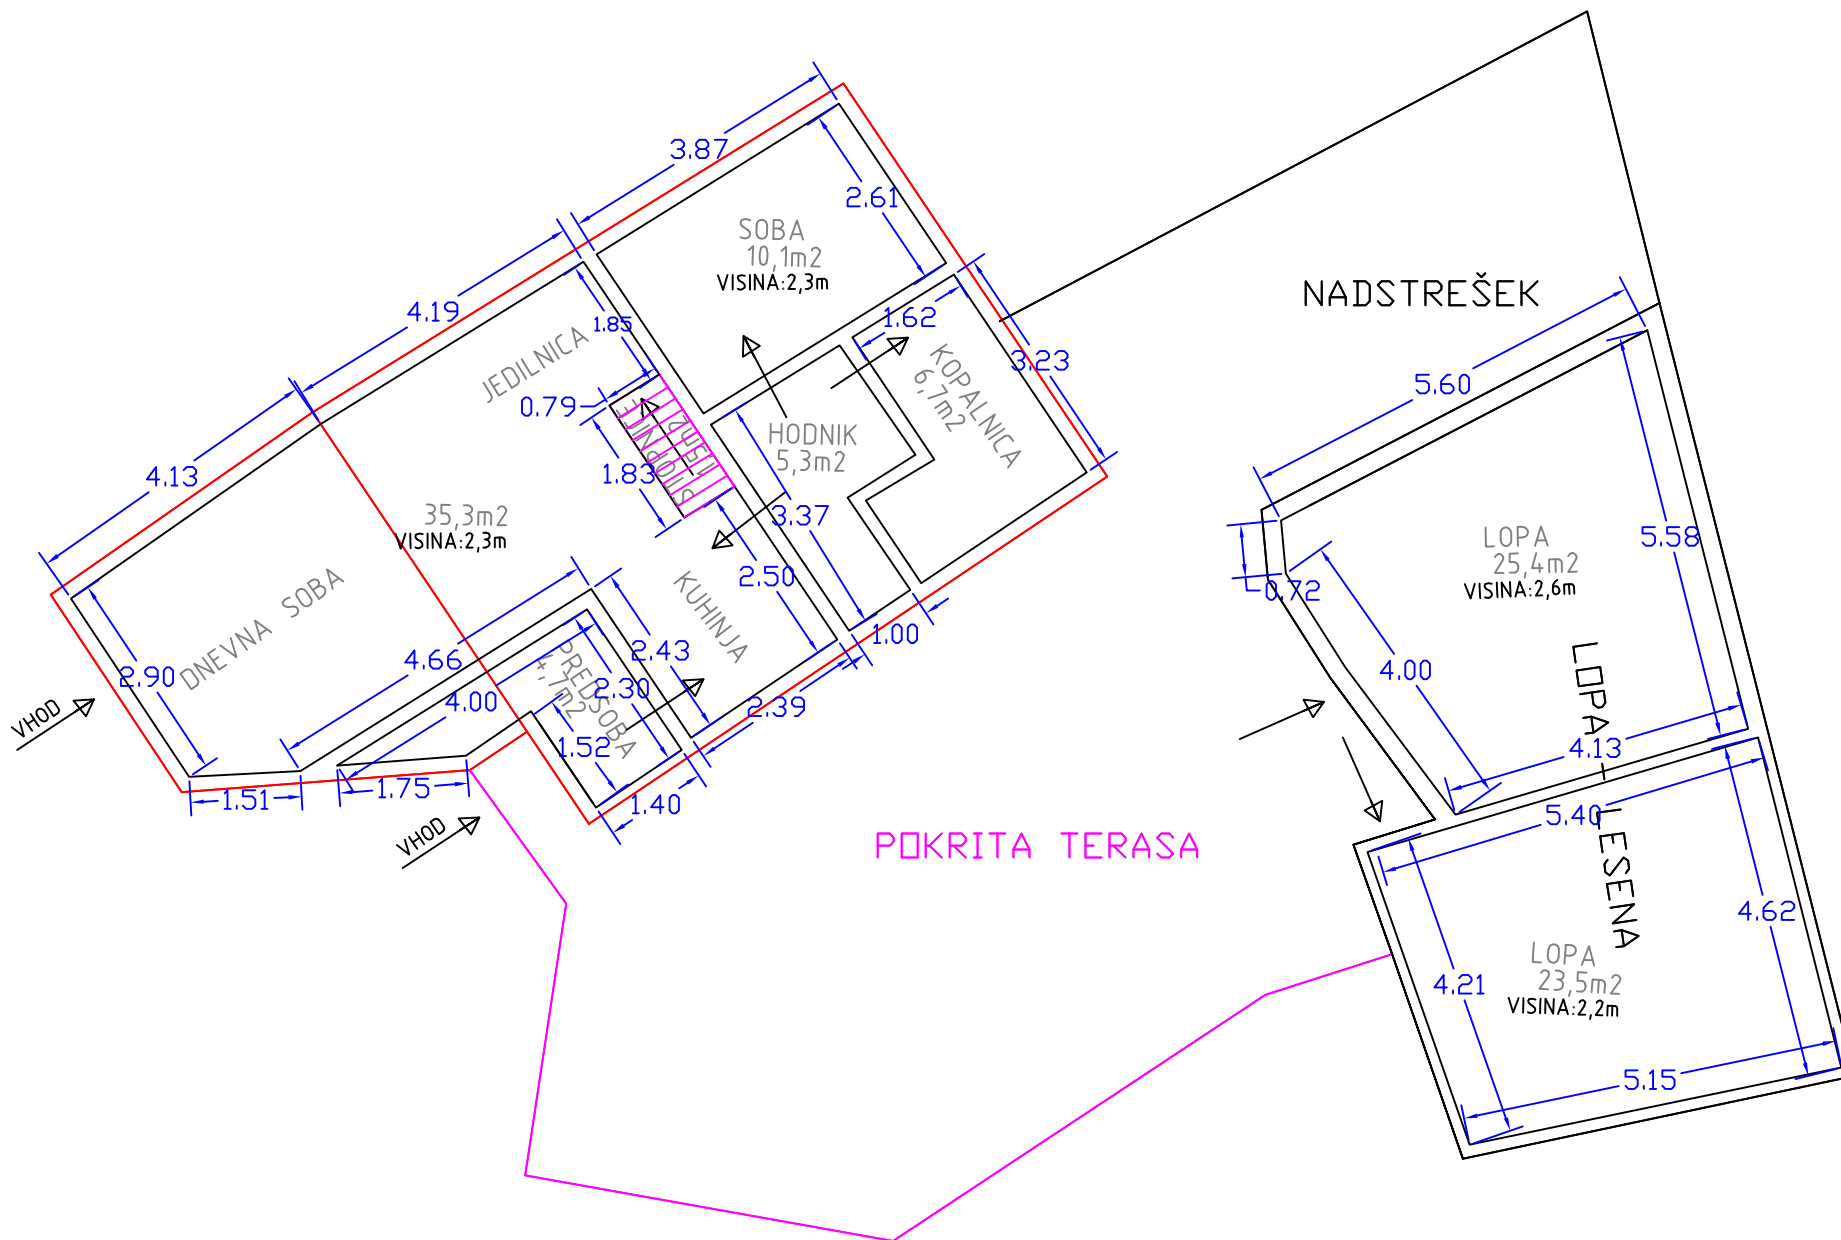 3.87
2.61
SOBA
10,1m2
VISINA:2,3m
4.19
1.85
JEDILNICA
0.79
STOPNIČE
1,5m2
1.83
1.62
3.23
KOPALNICA
6,7m2
HODNIK
5,3m2
3.37
1.00
4.13
35,3m2
VISINA:2,3m
DNEVNA SOBA
2.90
KUHINJA
2.50
2.43
2.39
4.66
4.00
PREDSOBA
4,7m2
2.30
1.52
1.51
1.75
1.40
VHOD
VHOD
NADSTREŠEK
5.60
5.58
LOPA
25,4m2
VISINA:2,6m
0.72
4.00
4.13
LOPA - LESENA
5.40
POKRITA TERASA
4.62
4.21
LOPA
23,5m2
VISINA:2,2m
5.15